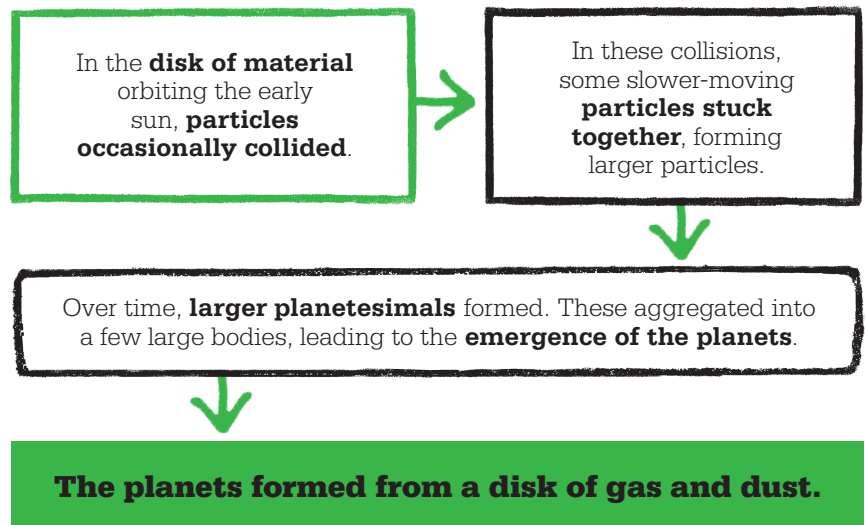 In the disk of material
orbiting the early
sun, particles
occasionally collided.
In these collisions,
some slower-moving
particles stuck
together, forming
larger particles.
Over time, larger planetesimals formed. These aggregated into
a few large bodies, leading to the emergence of the planets.
The planets formed from a disk of gas and dust.